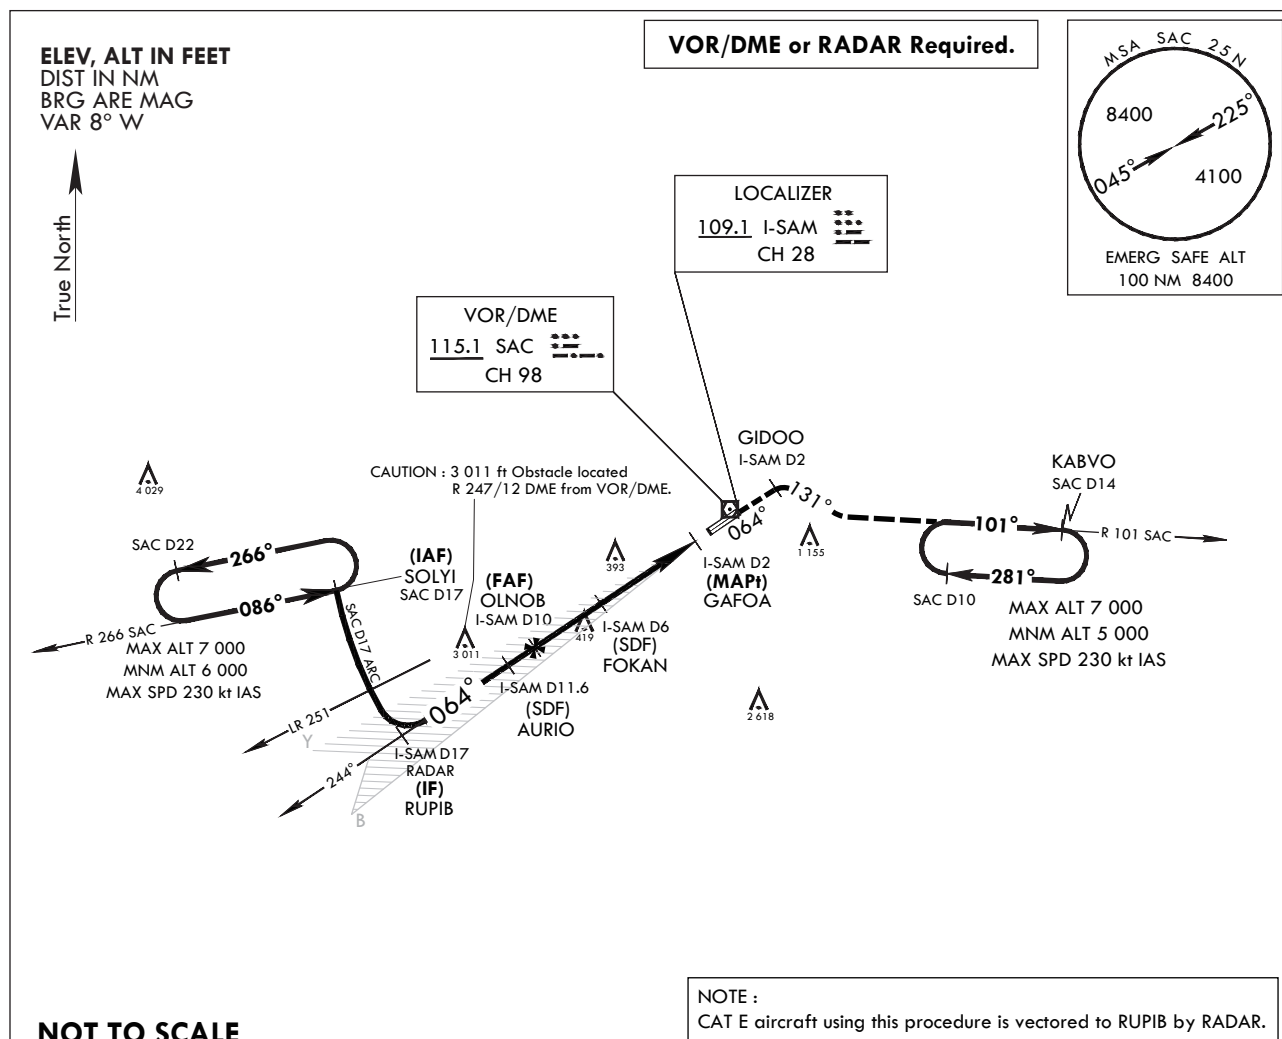 ELEV, ALT IN FEET
DIST IN NM
BRG ARE MAG
VAR 8° W
True North
VOR/DME or RADAR Required.
MSA SAC 25N
8400
225°
045°
4100
EMERG SAFE ALT
100 NM 8400
LOCALIZER
109.1 I-SAM
CH 28
VOR/DME
115.1 SAC
CH 98
GIDOO
I-SAM D2
131°
064°
KABVO
SAC D14
CAUTION : 3 011 ft Obstacle located
R 247/12 DME from VOR/DME.
4 029
SAC D22
266°
086°
(IAF)
SOLYI
SAC D17
R 266 SAC
MAX ALT 7 000
MNM ALT 6 000
MAX SPD 230 kt IAS
SAC D17 ARC
(FAF)
OLNOB
I-SAM D10
393
1 155
101°
R 101 SAC
281°
SAC D10
MAX ALT 7 000
MNM ALT 5 000
MAX SPD 230 kt IAS
I-SAM D2
(MAPt)
GAFOA
419
3 011
I-SAM D6
(SDF)
FOKAN
I-SAM D11.6
(SDF)
AURIO
064°
2 618
LR 251
Y
244°
I-SAM D17
RADAR
(IF)
RUPIB
B
NOTE :
CAT E aircraft using this procedure is vectored to RUPIB by RADAR.
NOT TO SCALE